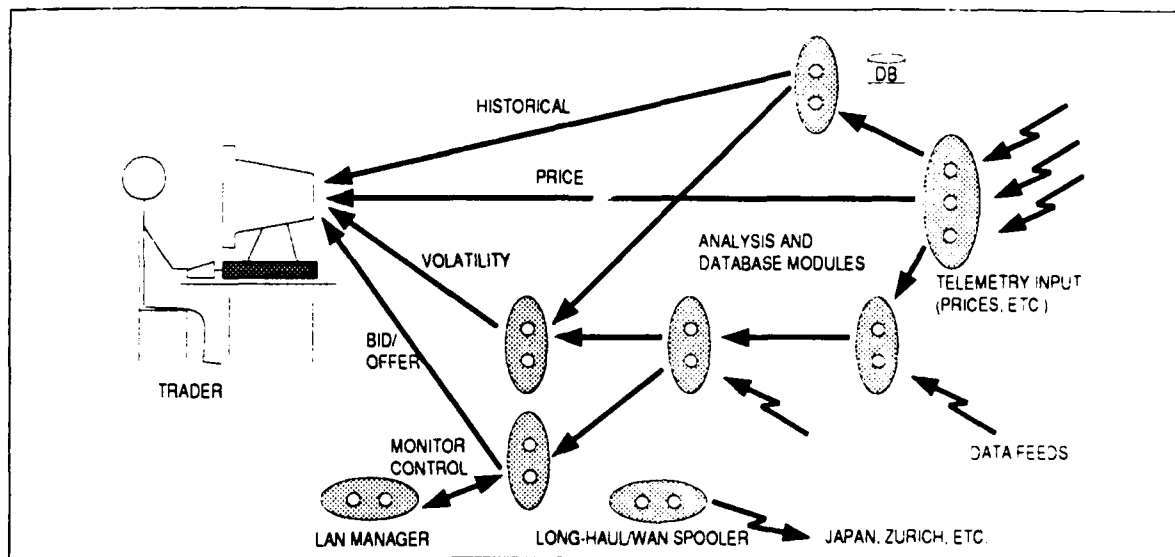 DB
HISTORICAL
PRICE
ANALYSIS AND
DATABASE MODULES
VOLATILITY
TELEMETRY INPUT
(PRICES, ETC.)
BID/
OFFER
TRADER
MONITOR
CONTROL
DATA FEEDS
LAN MANAGER
LONG-HAUL/WAN SPOOLER
JAPAN, ZURICH, ETC.